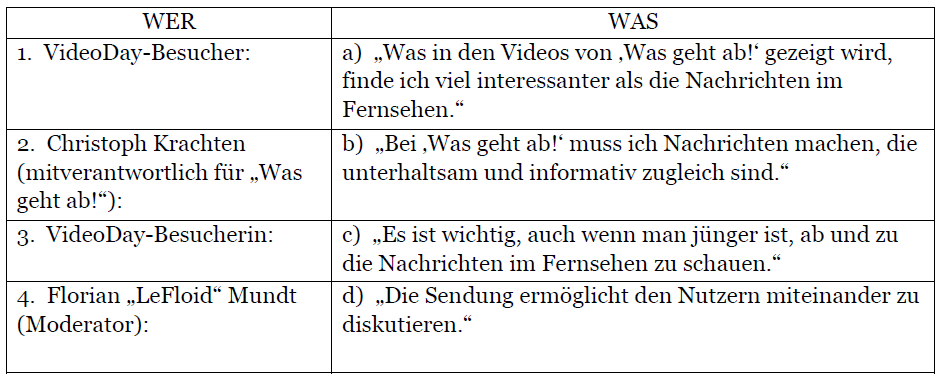 WER
WAS
1. VideoDay-Besucher:
a) „Was in den Videos von ‚Was geht ab!‘ gezeigt wird,
finde ich viel interessanter als die Nachrichten im
Fernsehen.“
2. Christoph Krachten
(mitverantwortlich für „Was
geht ab!“):
b) „Bei ‚Was geht ab!‘ muss ich Nachrichten machen, die
unterhaltsam und informativ zugleich sind.“
3. VideoDay-Besucherin:
c) „Es ist wichtig, auch wenn man jünger ist, ab und zu
die Nachrichten im Fernsehen zu schauen.“
4. Florian „LeFloid“ Mundt
(Moderator):
d) „Die Sendung ermöglicht den Nutzern miteinander zu
diskutieren.“